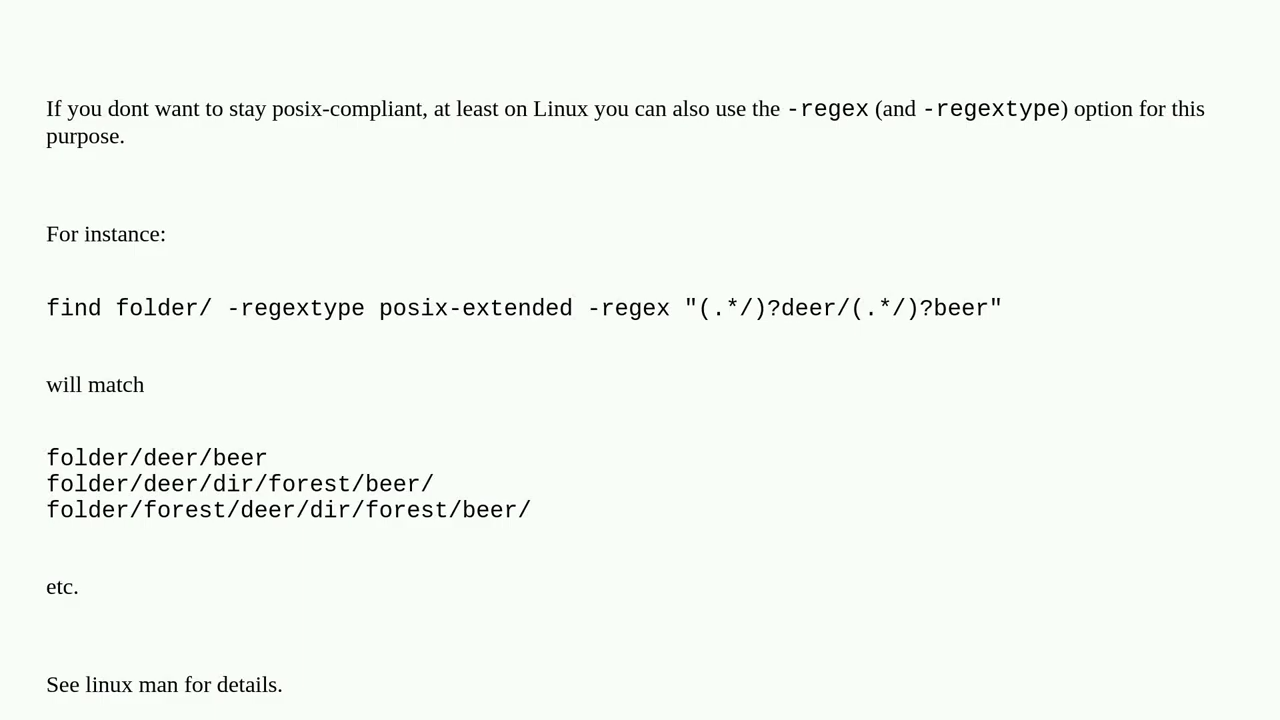 If you dont want to stay posix-compliant, at least on Linux you can also use the -regex (and -regextype) option for this
purpose.
For instance:
find folder/ -regextype posix-extended -regex "(.*/)?deer/(.*/)?beer"
will match
folder/deer/beer
folder/deer/dir/forest/beer/
folder/forest/deer/dir/forest/beer/
etc.
See linux man for details.